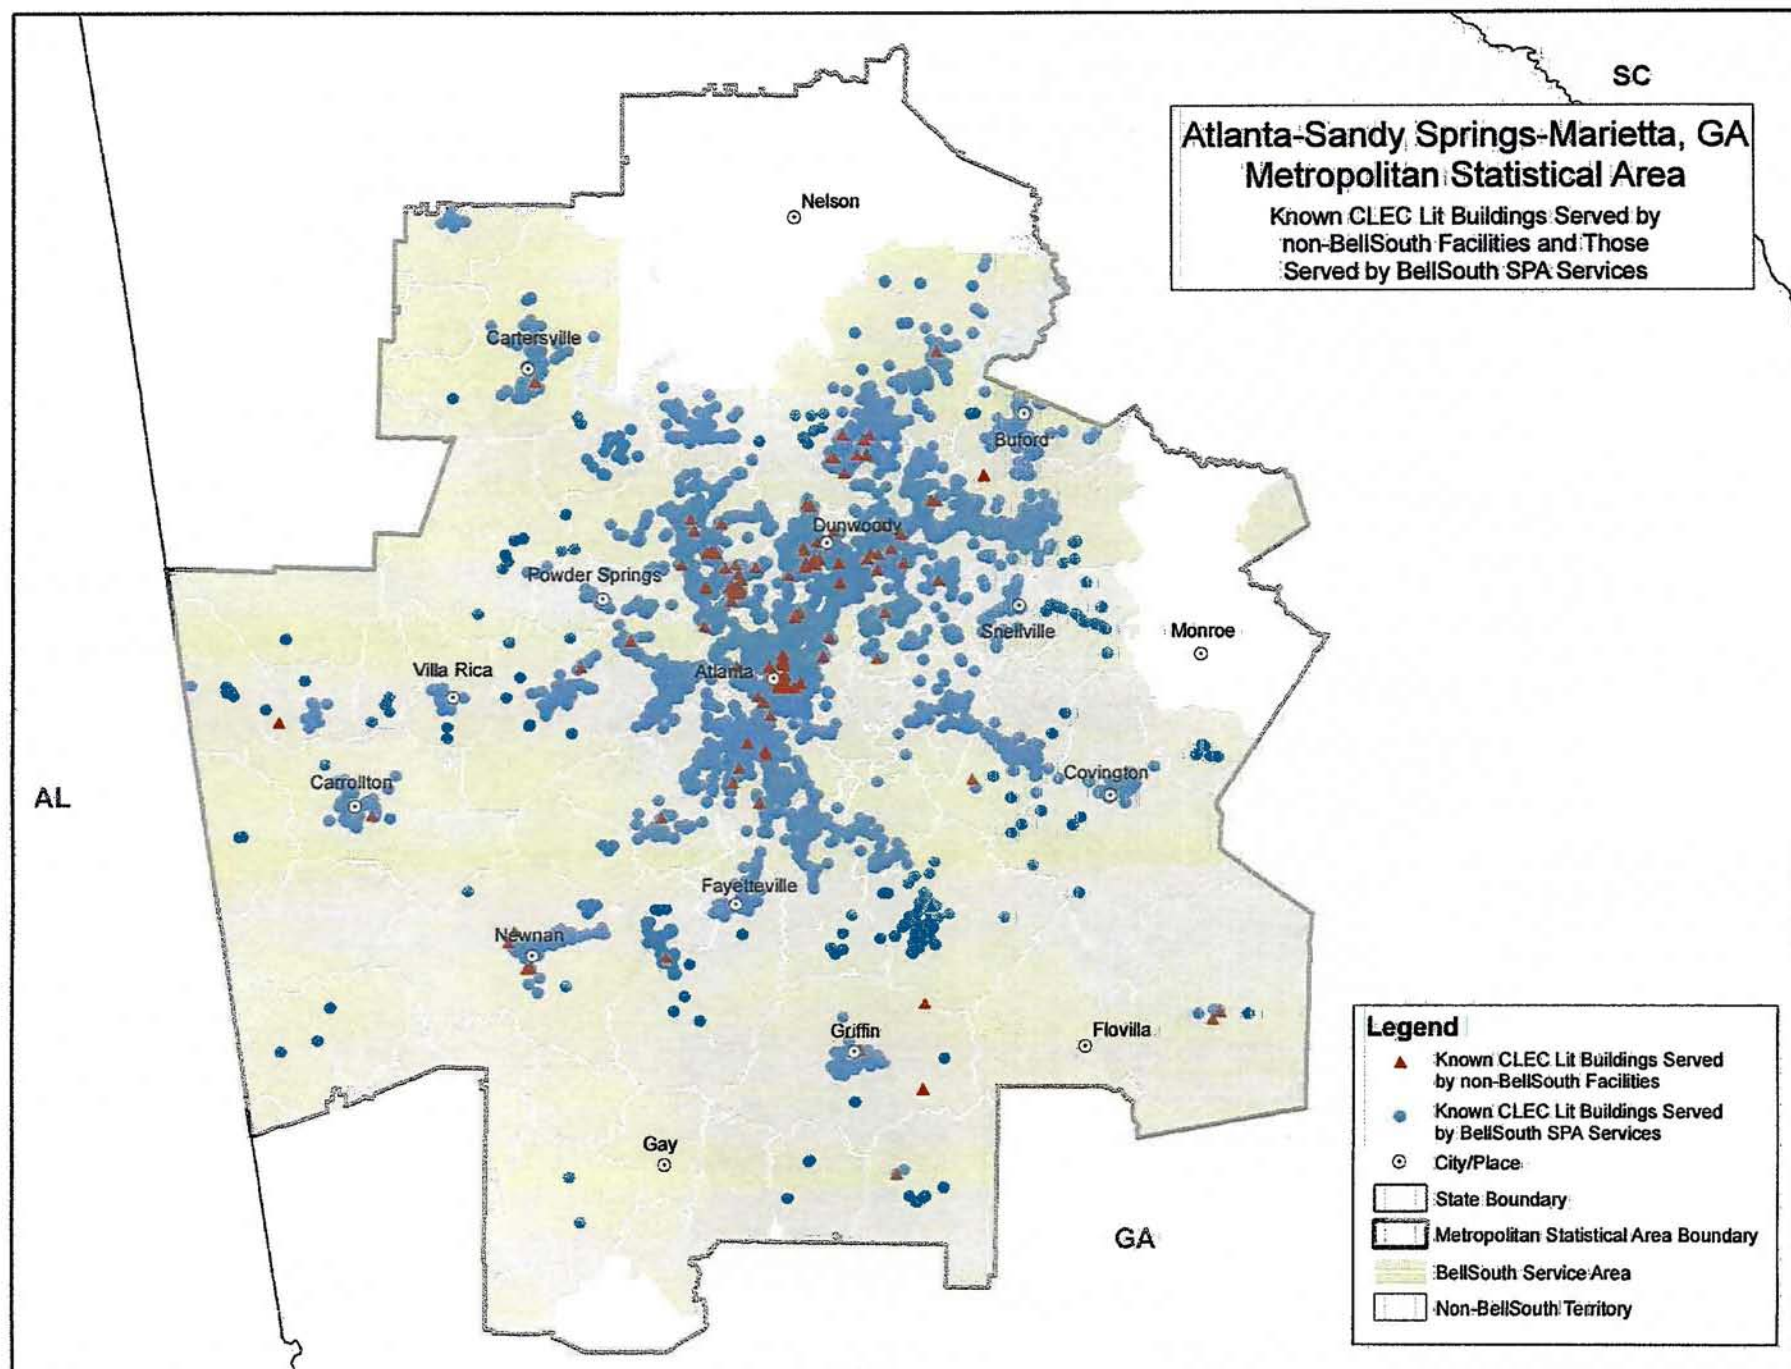 SC
Atlanta-Sandy Springs-Marietta, GA
Metropolitan Statistical Area
Known CLEC Lit Buildings Served by
non-BellSouth Facilities and Those
Served by BellSouth SPA Services
Nelson
Cartersville
Buford
Dunwoody
Powder Springs
Snellville
Monroe
Villa Rica
Atlanta
Carrollton
Covington
AL
Fayetteville
Newnan
Griffin
Flovilla
Gay
GA
Legend
Known CLEC Lit Buildings Served
by non-BellSouth Facilities
Known CLEC Lit Buildings Served
by BellSouth SPA Services
City/Place
State Boundary
Metropolitan Statistical Area Boundary
BellSouth Service Area
Non-BellSouth Territory